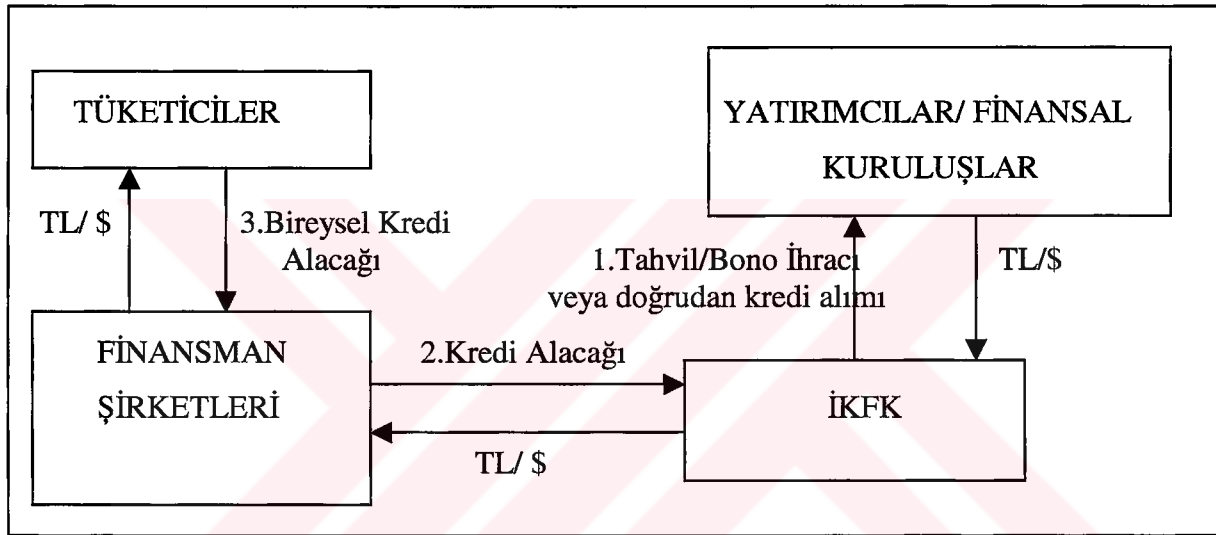 TÜKETİCİLER
YATIRIMCILAR/ FİNANSAL
KURULUŞLAR
TL/ $
3.Bireysel Kredi
Alacağı
1.Tahvil/Bono İhracı
veya doğrudan kredi alımı
TL/$
FİNANSMAN
ŞİRKETLERİ
2.Kredi Alacağı
İKFK
TL/ $